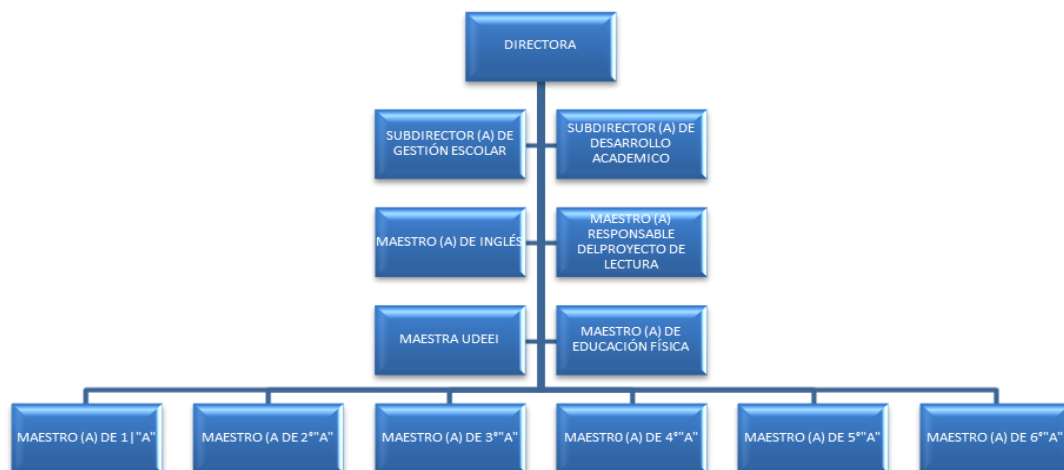 DIRECTORA
SUBDIRECTOR (A) DE
GESTIÓN ESCOLAR
SUBDIRECTOR (A) DE
DESARROLLO
ACADEMICO
MAESTRO (A) DE INGLÉS
MAESTRO (A)
RESPONSABLE
DELPROYECTO DE
LECTURA
MAESTRA UDEEI
MAESTRO (A) DE
EDUCACIÓN FÍSICA
MAESTRO (A) DE 1|"A"
MAESTRO (A DE 2°"A"
MAESTRO (A) DE 3°"A"
MAESTR0 (A) DE 4°"A"
MAESTRO (A) DE 5°"A"
MAESTRO (A) DE 6°"A"